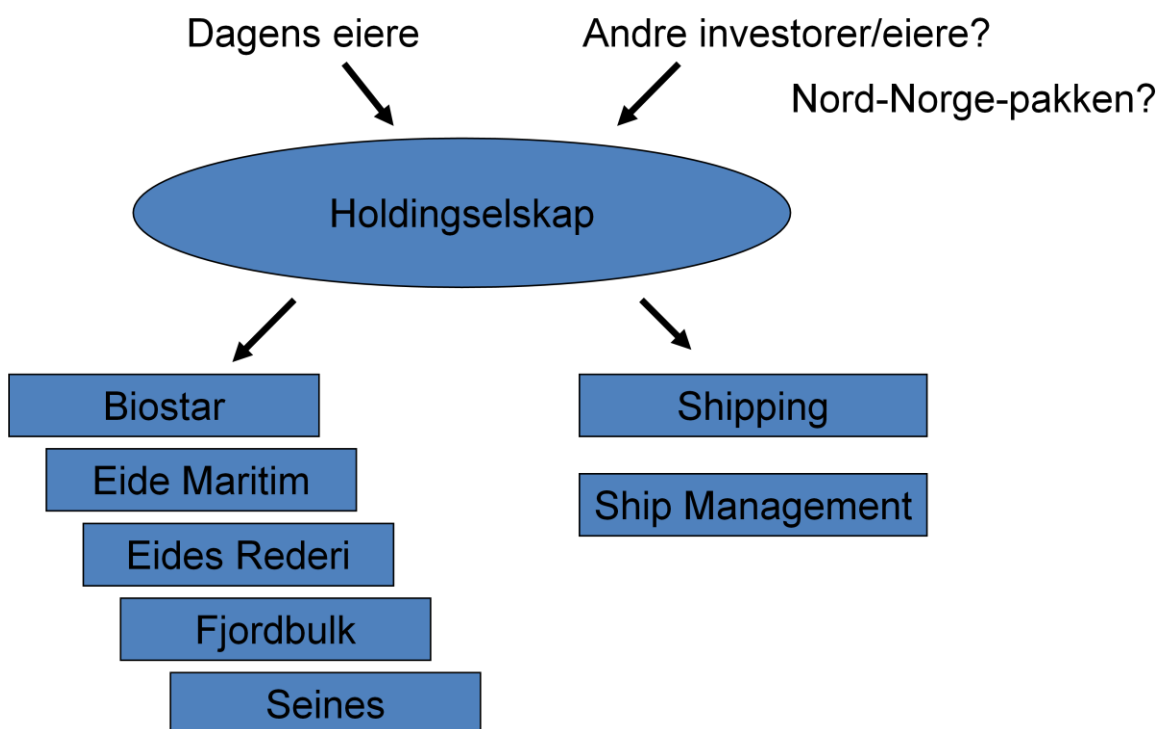 Dagens eiere
Andre investorer/eiere?
Nord-Norge-pakken?
Holdingselskap
Biostar
Shipping
Eide Maritim
Ship Management
Eides Rederi
Fjordbulk
Seines